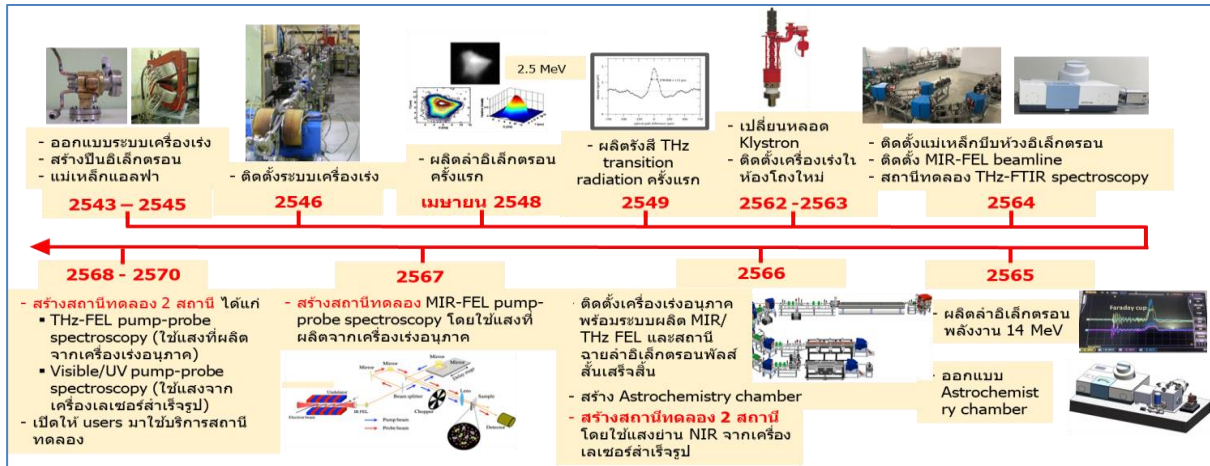 2.5 MeV
- ออกแบบระบบเครื่องเร่ง
- สร้างปืนอิเล็กตรอน
- แม่เหล็กแอลฟา
2543 – 2545
- ติดตั้งระบบเครื่องเร่ง
2546
- ผลิตลำอิเล็กตรอน
ครั้งแรก
เมษายน 2548
- ผลิตรังสี THz
transition
radiation ครั้งแรก
2549
- เปลี่ยนหลอด
Klystron
- ติดตั้งเครื่องเร่งใน
ห้องโถงใหม่
2562 -2563
- ติดตั้งแม่เหล็กบีบห้วงอิเล็กตรอน
- ติดตั้ง MIR-FEL beamline
- สถานีทดลอง THz-FTIR spectroscopy
2564
2565
- ผลิตลำอิเล็กตรอน
พลังงาน 14 MeV
Faraday cup
- ออกแบบ
Astrochemist
ry chamber
2566
- ติดตั้งเครื่องเร่งอนุภาค
พร้อมระบบผลิต MIR/
THz FEL และสถานี
ฉายลำอิเล็กตรอนพัลส์
สั้นเสร็จสิ้น
- สร้าง Astrochemistry chamber
- สร้างสถานีทดลอง 2 สถานี
โดยใช้แสงย่าน NIR จากเครื่อง
เลเซอร์สำเร็จรูป
2567
- สร้างสถานีทดลอง MIR-FEL pump-
probe spectroscopy โดยใช้แสงที่
ผลิตจากเครื่องเร่งอนุภาค
Mirror
Mirror
Mirror
Delay stage
Undulator
Beam splitter
Lens
Sample
Electron beam
IR-FEL
Chopper
Detector
Pump beam
Probe beam
2568 - 2570
- สร้างสถานีทดลอง 2 สถานี ได้แก่
▪ THz-FEL pump-probe
spectroscopy (ใช้แสงที่ผลิต
จากเครื่องเร่งอนุภาค)
▪ Visible/UV pump-probe
spectroscopy (ใช้แสงจาก
เครื่องเลเซอร์สำเร็จรูป)
- เปิดให้ users มาใช้บริการสถานี
ทดลอง